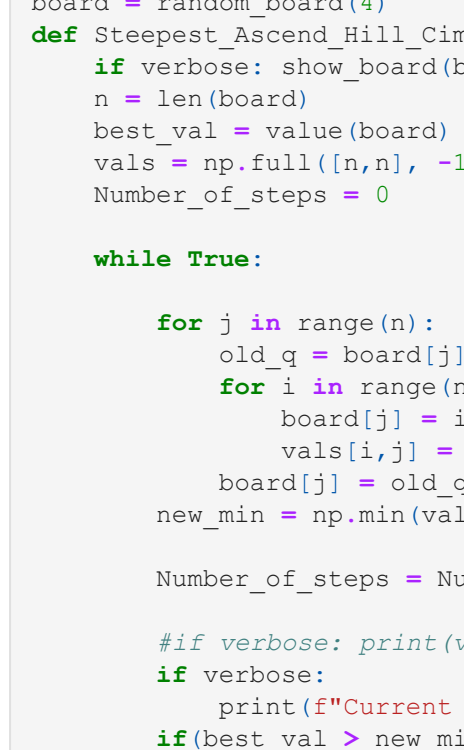 board = random_board(4)
def Steepest_Ascend_Hill_Cim
    if verbose: show_board(b
    n = len(board)
    best_val = value(board)
    vals = np.full([n,n], -1
    Number_of_steps = 0
    while True:
        for j in range(n):
            old_q = board[j]
            for i in range(n
                board[j] = i
                vals[i,j] =
            board[j] = old_q
        new_min = np.min(val
        Number_of_steps = Nu
        #if verbose: print(v
        if verbose:
            print(f"Current
        if(best_val > new_mi